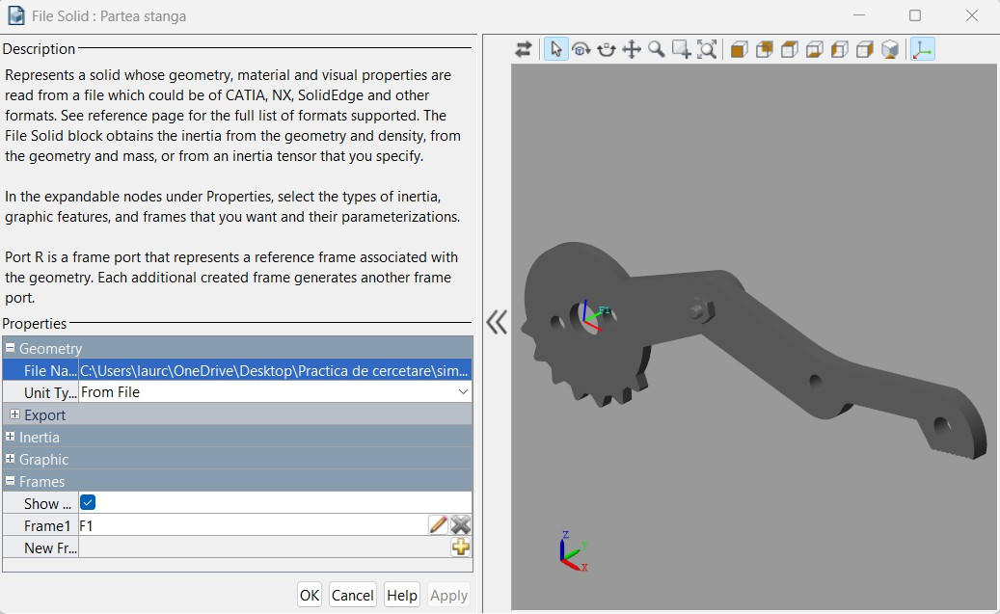 File Solid : Partea stanga
Description
Represents a solid whose geometry, material and visual properties are
read from a file which could be of CATIA, NX, SolidEdge and other
formats. See reference page for the full list of formats supported. The
File Solid block obtains the inertia from the geometry and density, from
the geometry and mass, or from an inertia tensor that you specify.
In the expandable nodes under Properties, select the types of inertia,
graphic features, and frames that you want and their parameterizations.
Port R is a frame port that represents a reference frame associated with
the geometry. Each additional created frame generates another frame
port.
Properties
Geometry
File Na... C:\Users\laurc\OneDrive\Desktop\Practica de cercetare\sim...
Unit Ty... From File
Export
Inertia
Graphic
Frames
Show ...
Frame1 F1
New Fr...
OK Cancel Help Apply
F1
Z
Y
X